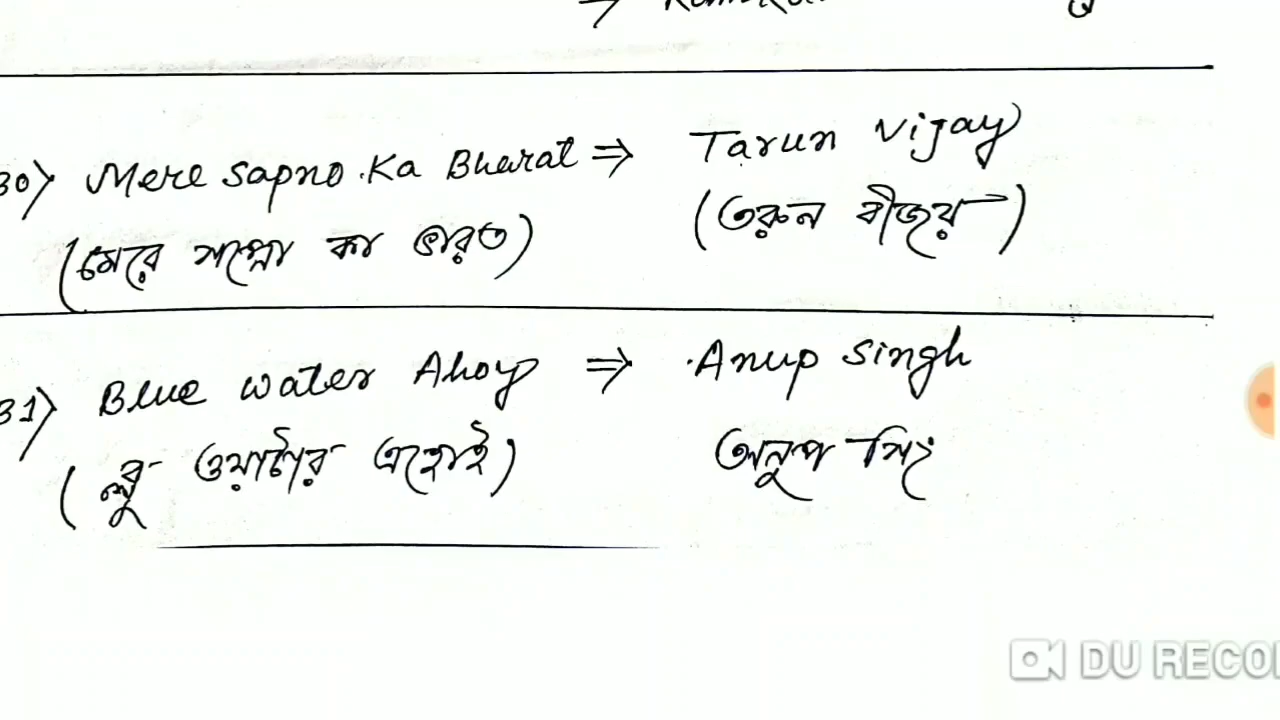 30) Mere Sapno Ka Bharat ⇒ Tarun Vijay
(মেরে সপ্নো কা ভারত) (তরুন বীজয়)
31) Blue Water Ahoy ⇒ Anup Singh
(ব্লু ওয়াটার এহোই) অনুপ সিং
DU RECO